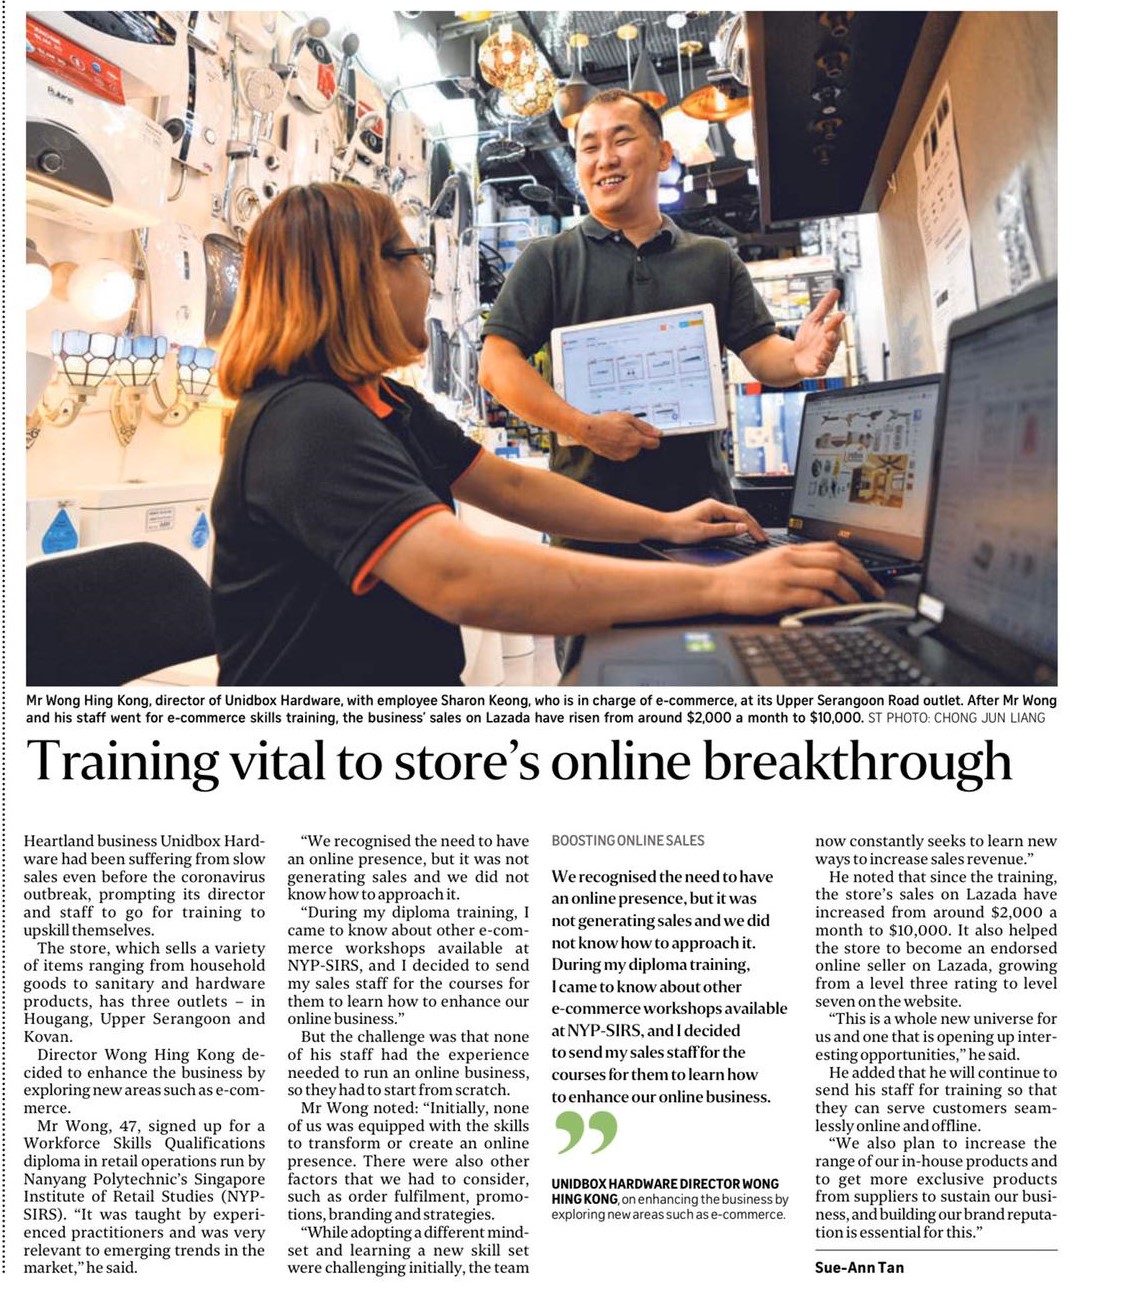 Rubine
acer
Mr Wong Hing Kong, director of Unidbox Hardware, with employee Sharon Keong, who is in charge of e-commerce, at its Upper Serangoon Road outlet. After Mr Wong
and his staff went for e-commerce skills training, the business’ sales on Lazada have risen from around $2,000 a month to $10,000. ST PHOTO: CHONG JUN LIANG
Training vital to store’s online breakthrough
Heartland business Unidbox Hard-
ware had been suffering from slow
sales even before the coronavirus
outbreak, prompting its director
and staff to go for training to
upskill themselves.
The store, which sells a variety
of items ranging from household
goods to sanitary and hardware
products, has three outlets – in
Hougang, Upper Serangoon and
Kovan.
Director Wong Hing Kong de-
cided to enhance the business by
exploring new areas such as e-com-
merce.
Mr Wong, 47, signed up for a
Workforce Skills Qualifications
diploma in retail operations run by
Nanyang Polytechnic’s Singapore
Institute of Retail Studies (NYP-
SIRS). “It was taught by experi-
enced practitioners and was very
relevant to emerging trends in the
market,” he said.
“We recognised the need to have
an online presence, but it was not
generating sales and we did not
know how to approach it.
“During my diploma training, I
came to know about other e-com-
merce workshops available at
NYP-SIRS, and I decided to send
my sales staff for the courses for
them to learn how to enhance our
online business.”
But the challenge was that none
of his staff had the experience
needed to run an online business,
so they had to start from scratch.
Mr Wong noted: “Initially, none
of us was equipped with the skills
to transform or create an online
presence. There were also other
factors that we had to consider,
such as order fulfilment, promo-
tions, branding and strategies.
“While adopting a different mind-
set and learning a new skill set
were challenging initially, the team
BOOSTING ONLINE SALES
We recognised the need to have
an online presence, but it was
not generating sales and we did
not know how to approach it.
During my diploma training,
I came to know about other
e-commerce workshops available
at NYP-SIRS, and I decided
to send my sales staff for the
courses for them to learn how
to enhance our online business.
”
UNIDBOX HARDWARE DIRECTOR WONG
HING KONG, on enhancing the business by
exploring new areas such as e-commerce.
now constantly seeks to learn new
ways to increase sales revenue.”
He noted that since the training,
the store’s sales on Lazada have
increased from around $2,000 a
month to $10,000. It also helped
the store to become an endorsed
online seller on Lazada, growing
from a level three rating to level
seven on the website.
“This is a whole new universe for
us and one that is opening up inter-
esting opportunities,” he said.
He added that he will continue to
send his staff for training so that
they can serve customers seam-
lessly online and offline.
“We also plan to increase the
range of our in-house products and
to get more exclusive products
from suppliers to sustain our busi-
ness, and building our brand reputa-
tion is essential for this.”
Sue-Ann Tan